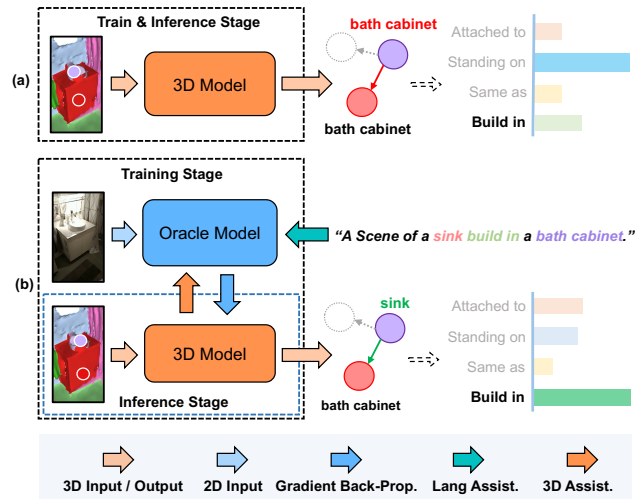 Train & Inference Stage
(a)
3D Model
bath cabinet
bath cabinet
Attached to
Standing on
Same as
Build in
Training Stage
Oracle Model
“A Scene of a sink build in a bath cabinet.”
(b)
3D Model
Inference Stage
sink
bath cabinet
Attached to
Standing on
Same as
Build in
3D Input / Output
2D Input
Gradient Back-Prop.
Lang Assist.
3D Assist.